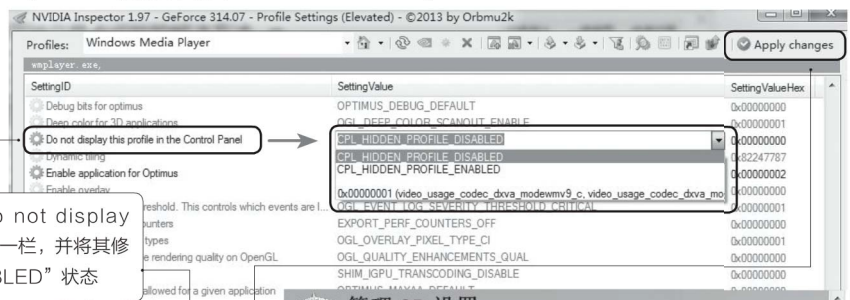 NVIDIA Inspector 1.97 - GeForce 314.07 - Profile Settings (Elevated) - ©2013 by Orbmu2k
Profiles: Windows Media Player
Apply changes
wmplayer.exe,
SettingID SettingValue SettingValueHex
Debug bits for optimus OPTIMUS_DEBUG_DEFAULT 0x00000000
Deep color for 3D applications OGL_DEEP_COLOR_SCANOUT_ENABLE 0x00000001
Do not display this profile in the Control Panel CPL_HIDDEN_PROFILE_DISABLED 0x00000000
Dynamic tiling CPL_HIDDEN_PROFILE_DISABLED 0x82247787
Enable application for Optimus CPL_HIDDEN_PROFILE_ENABLED 0x00000002
Enable overlay 0x00000001 (video_usage_codec_dxva_modewmv9_c, video_usage_codec_dxva_mo 0x00000000
reshold. This controls which events are l... OGL_EVENT_LOG_SEVERITY_THRESHOLD_CRITICAL 0x00000001
unters EXPORT_PERF_COUNTERS_OFF 0x00000000
types OGL_OVERLAY_PIXEL_TYPE_CI 0x00000001
e rendering quality on OpenGL OGL_QUALITY_ENHANCEMENTS_QUAL 0x00000000
SHIM_IGPU_TRANSCODING_DISABLE 0x00000000
allowed for a given application
o not display
一栏，并将其修
BLED”状态